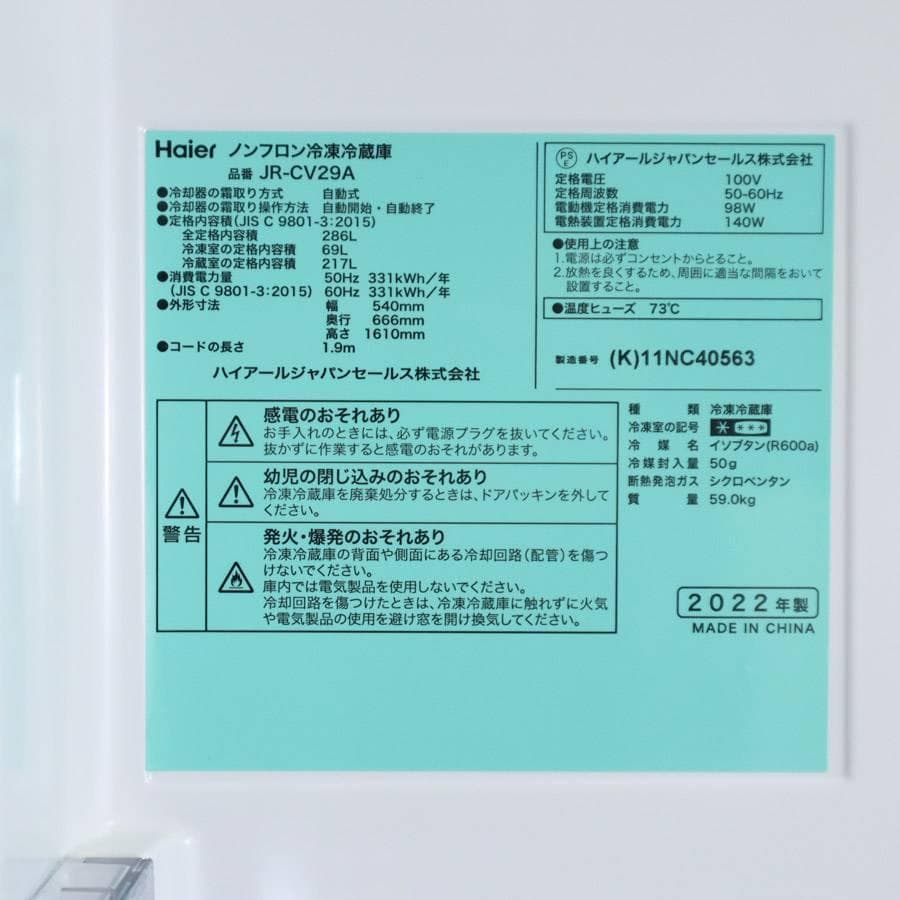 Haier ノンフロン冷凍冷蔵庫
品番 JR-CV29A
●冷却器の霜取り方式 自動式
●冷却器の霜取り操作方法 自動開始・自動終了
●定格内容積(JIS C 9801-3:2015)
全定格内容積 286L
冷凍室の定格内容積 69L
冷蔵室の定格内容積 217L
●消費電力量 50Hz 331kWh/年
(JIS C 9801-3:2015) 60Hz 331kWh/年
●外形寸法 幅 540mm
奥行 666mm
高さ 1610mm
●コードの長さ 1.9m
ハイアールジャパンセールス株式会社
PSE ハイアールジャパンセールス株式会社
定格電圧 100V
定格周波数 50-60Hz
電動機定格消費電力 98W
電熱装置定格消費電力 140W
●使用上の注意
1.電源は必ずコンセントからとること。
2.放熱を良くするため、周囲に適当な間隔をおいて
設置すること。
●温度ヒューズ 73℃
製造番号 (K)11NC40563
警告
感電のおそれあり
お手入れのときには、必ず電源プラグを抜いてください。
抜かずに作業すると感電のおそれがあります。
幼児の閉じ込みのおそれあり
冷凍冷蔵庫を廃棄処分するときは、ドアパッキンを外して
ください。
発火・爆発のおそれあり
冷凍冷蔵庫の背面や側面にある冷却回路(配管)を傷つ
けないでください。
庫内では電気製品を使用しないでください。
冷却回路を傷つけたときは、冷凍冷蔵庫に触れずに火気
や電気製品の使用を避け窓を開け換気してください。
種類 冷凍冷蔵庫
冷凍室の記号 * ***
冷媒名 イソブタン(R600a)
冷媒封入量 50g
断熱発泡ガス シクロペンタン
質量 59.0kg
2022年製
MADE IN CHINA